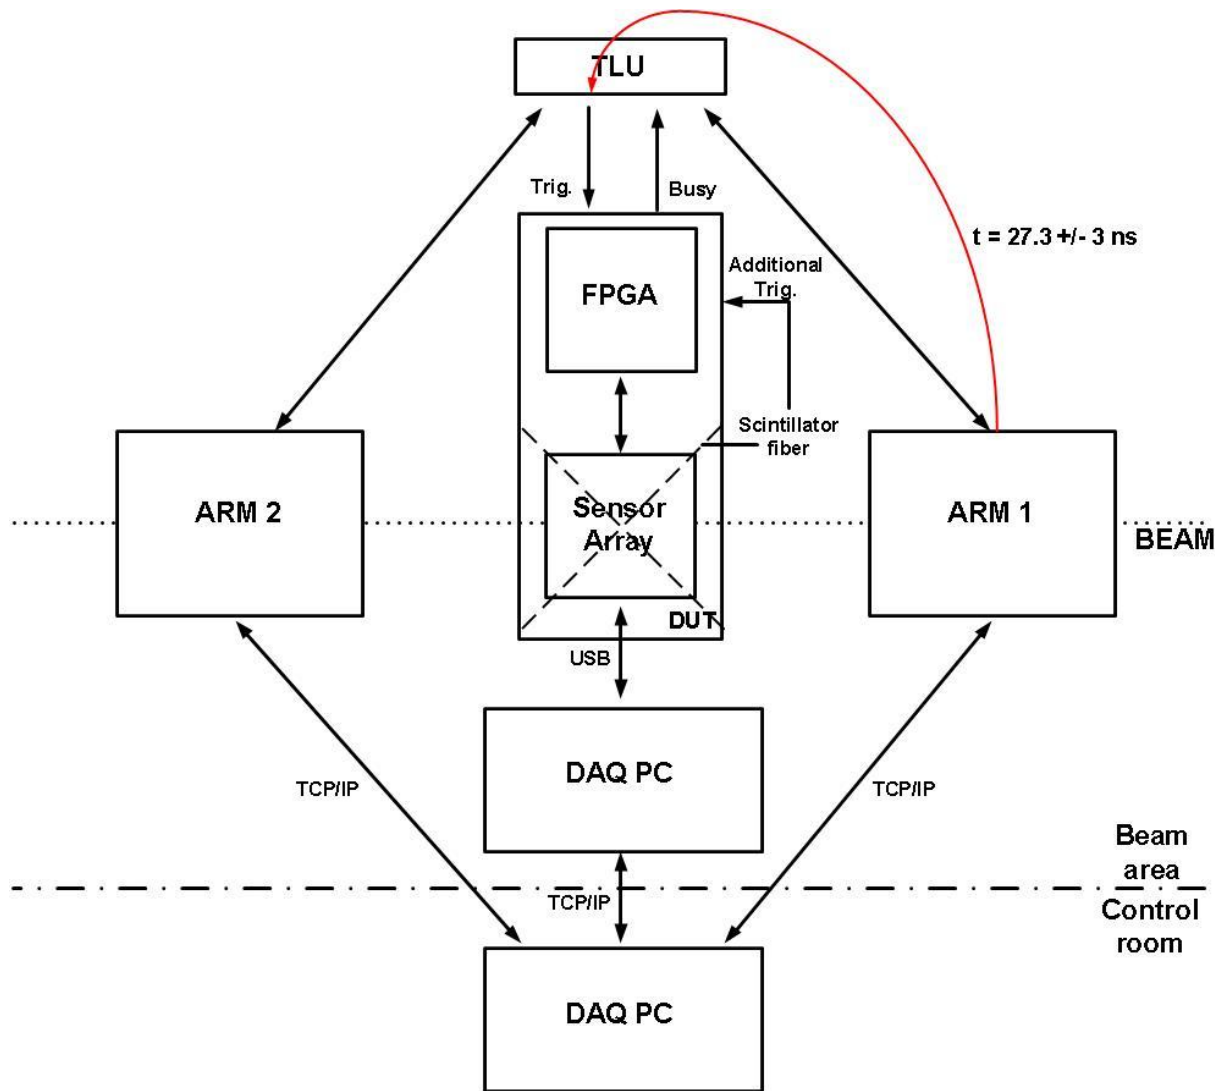 TLU
Trig.
Busy
t = 27.3 +/- 3 ns
Additional
Trig.
FPGA
Scintillator
fiber
ARM 2
Sensor
Array
ARM 1
BEAM
DUT
USB
DAQ PC
TCP/IP
TCP/IP
Beam
area
TCP/IP
Control
room
DAQ PC